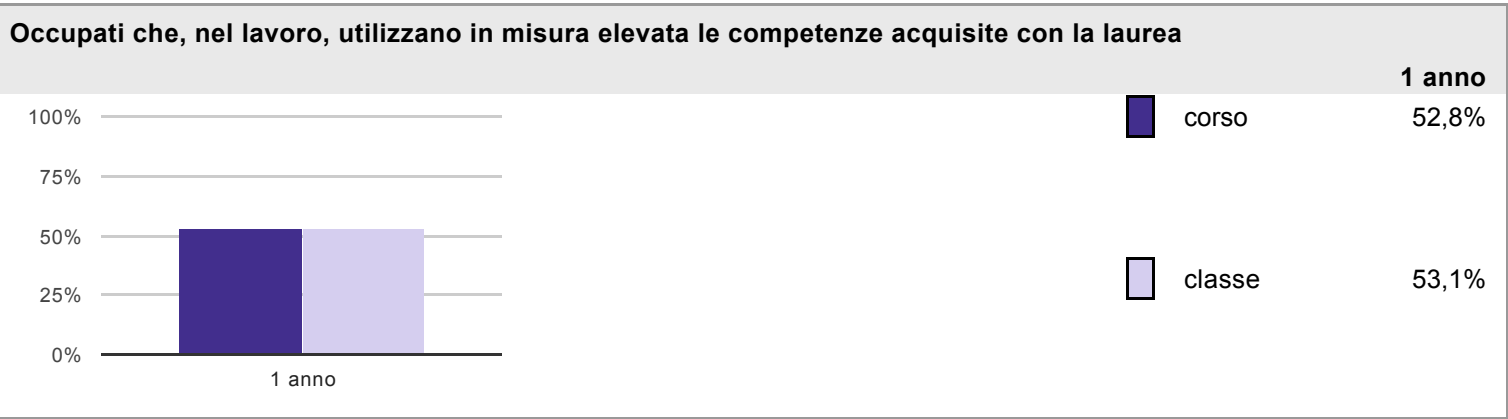 Occupati che, nel lavoro, utilizzano in misura elevata le competenze acquisite con la laurea
1 anno
100%
75%
50%
25%
0%
1 anno
corso 52,8%
classe 53,1%